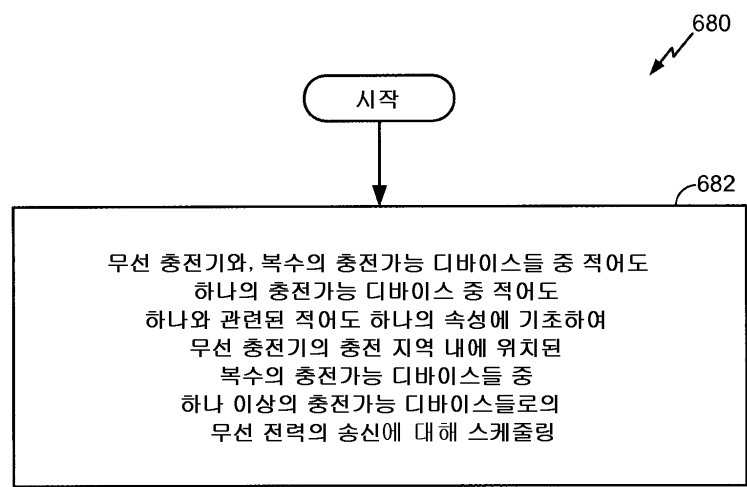 680
시작
682
무선 충전기와, 복수의 충전가능 디바이스들 중 적어도
하나의 충전가능 디바이스 중 적어도
하나와 관련된 적어도 하나의 속성에 기초하여
무선 충전기의 충전 지역 내에 위치된
복수의 충전가능 디바이스들 중
하나 이상의 충전가능 디바이스들로의
무선 전력의 송신에 대해 스케줄링